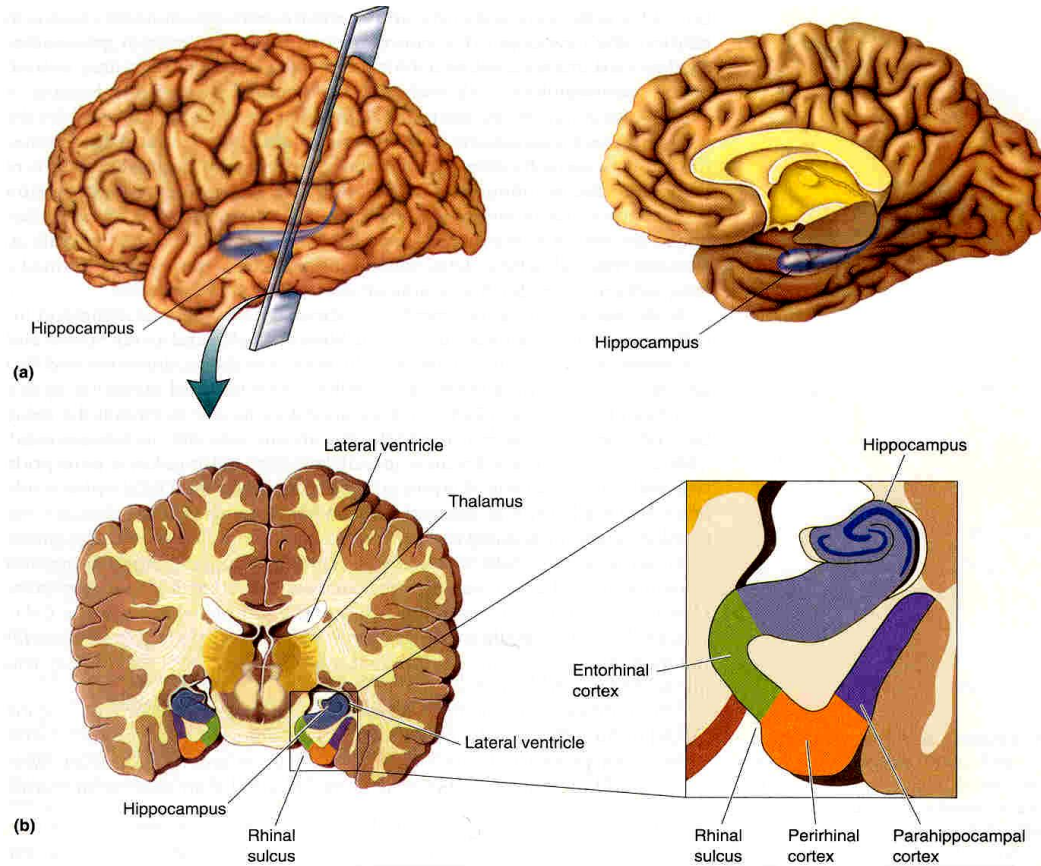 Hippocampus
Hippocampus
(a)
Lateral ventricle
Hippocampus
Thalamus
Entorhinal
cortex
Lateral ventricle
Hippocampus
(b)
Rhinal
sulcus
Rhinal
sulcus
Perirhinal
cortex
Parahippocampal
cortex